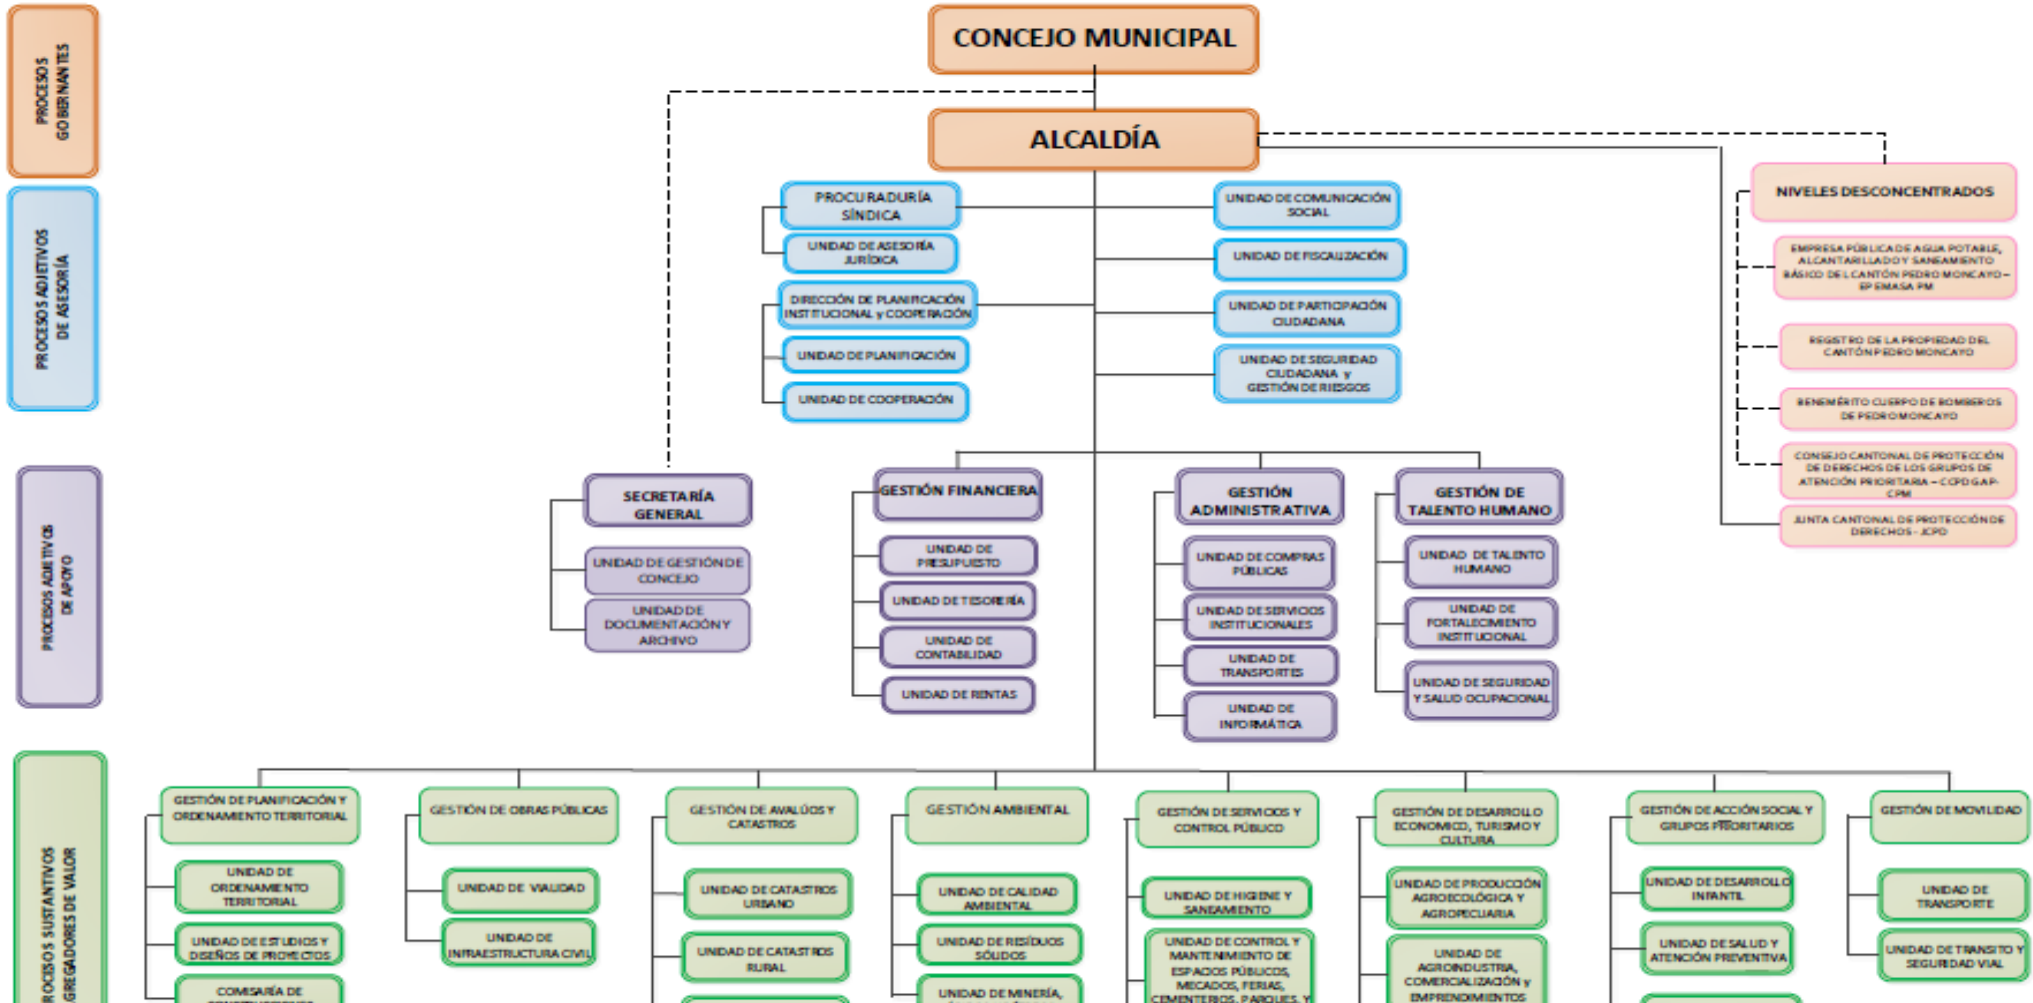 PROCESOS
GOBERNANTES
CONCEJO MUNICIPAL
ALCALDÍA
PROCESOS ADJETIVOS
DE ASESORÍA
PROCURADURÍA
SÍNDICA
UNIDAD DE ASESORÍA
JURÍDICA
DIRECCIÓN DE PLANIFICACIÓN
INSTITUCIONAL y COOPERACIÓN
UNIDAD DE PLANIFICACIÓN
UNIDAD DE COOPERACIÓN
UNIDAD DE COMUNICACIÓN
SOCIAL
UNIDAD DE FISCALIZACIÓN
UNIDAD DE PARTICIPACIÓN
CIUDADANA
UNIDAD DE SEGURIDAD
CIUDADANA y
GESTIÓN DE RIESGOS
NIVELES DESCONCENTRADOS
EMPRESA PÚBLICA DE AGUA POTABLE,
ALCANTARILLADO Y SANEAMIENTO
BÁSICO DEL CANTÓN PEDRO MONCAYO –
EP EMASA PM
REGISTRO DE LA PROPIEDAD DEL
CANTÓN PEDRO MONCAYO
BENEMÉRITO CUERPO DE BOMBEROS
DE PEDRO MONCAYO
CONSEJO CANTONAL DE PROTECCIÓN
DE DERECHOS DE LOS GRUPOS DE
ATENCIÓN PRIORITARIA – CCPDGAP-
CPM
JUNTA CANTONAL DE PROTECCIÓN DE
DERECHOS - JCPD
PROCESOS ADJETIVOS
DE APOYO
SECRETARÍA
GENERAL
UNIDAD DE GESTIÓN DE
CONCEJO
UNIDAD DE
DOCUMENTACIÓN Y
ARCHIVO
GESTIÓN FINANCIERA
UNIDAD DE
PRESUPUESTO
UNIDAD DE TESORERÍA
UNIDAD DE
CONTABILIDAD
UNIDAD DE RENTAS
GESTIÓN
ADMINISTRATIVA
UNIDAD DE COMPRAS
PÚBLICAS
UNIDAD DE SERVICIOS
INSTITUCIONALES
UNIDAD DE
TRANSPORTES
UNIDAD DE
INFORMÁTICA
GESTIÓN DE
TALENTO HUMANO
UNIDAD DE TALENTO
HUMANO
UNIDAD DE
FORTALECIMIENTO
INSTITUCIONAL
UNIDAD DE SEGURIDAD
Y SALUD OCUPACIONAL
SUSTANTIVOS
DE VALOR
GESTIÓN DE PLANIFICACIÓN Y
ORDENAMIENTO TERRITORIAL
UNIDAD DE
ORDENAMIENTO
TERRITORIAL
UNIDAD DE ESTUDIOS Y
DISEÑOS DE PROYECTOS
COMISARÍA DE
GESTIÓN DE OBRAS PÚBLICAS
UNIDAD DE VIALIDAD
UNIDAD DE
INFRAESTRUCTURA CIVIL
GESTIÓN DE AVALÚOS Y
CATASTROS
UNIDAD DE CATASTROS
URBANO
UNIDAD DE CATASTROS
RURAL
GESTIÓN AMBIENTAL
UNIDAD DE CALIDAD
AMBIENTAL
UNIDAD DE RESÍDUOS
SÓLIDOS
UNIDAD DE MINERÍA,
GESTIÓN DE SERVICIOS Y
CONTROL PÚBLICO
UNIDAD DE HIGIENE Y
SANEAMIENTO
UNIDAD DE CONTROL Y
MANTENIMIENTO DE
ESPACIOS PÚBLICOS,
MECADOS, FERIAS,
CEMENTERIOS, PARQUES, Y
GESTIÓN DE DESARROLLO
ECONOMICO, TURISMO Y
CULTURA
UNIDAD DE PRODUCCIÓN
AGROECOLÓGICA Y
AGROPECUARIA
UNIDAD DE
AGROINDUSTRIA,
COMERCIALIZACIÓN y
EMPRENDIMIENTOS
GESTIÓN DE ACCIÓN SOCIAL Y
GRUPOS PRIORITARIOS
UNIDAD DE DESARROLLO
INFANTIL
UNIDAD DE SALUD Y
ATENCIÓN PREVENTIVA
GESTIÓN DE MOVILIDAD
UNIDAD DE
TRANSPORTE
UNIDAD DE TRANSITO Y
SEGURIDAD VIAL